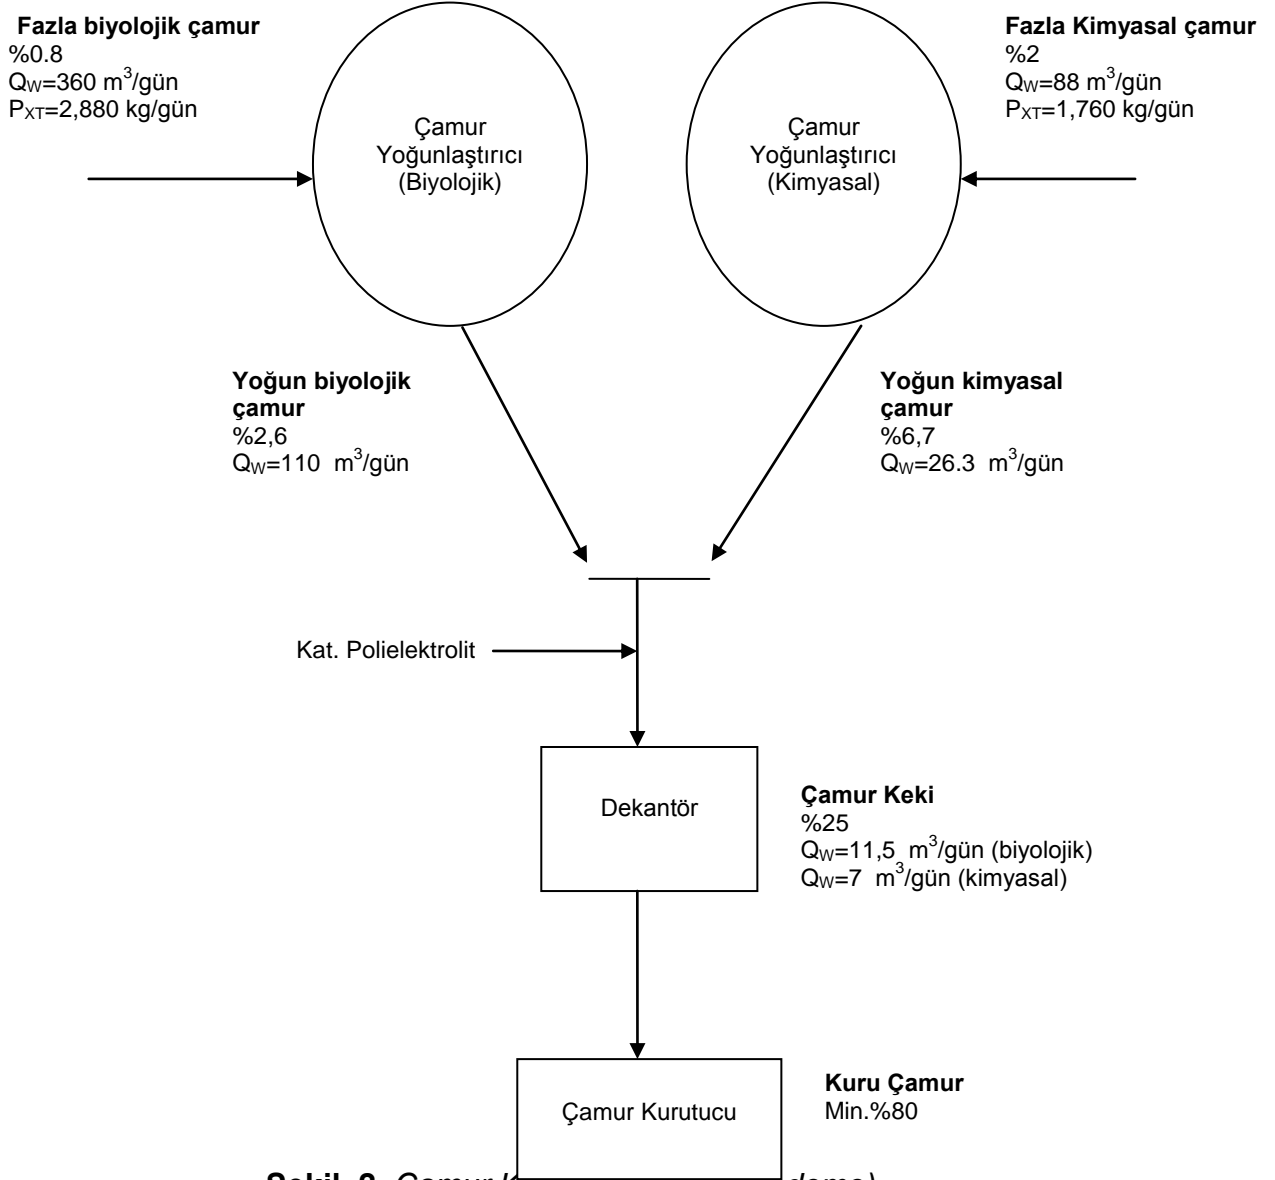 Fazla biyolojik çamur
%0.8
QW=360 m3/gün
PXT=2,880 kg/gün
Fazla Kimyasal çamur
%2
QW=88 m3/gün
PXT=1,760 kg/gün
Çamur
Yoğunlaştırıcı
(Biyolojik)
Çamur
Yoğunlaştırıcı
(Kimyasal)
Yoğun biyolojik
çamur
%2,6
QW=110 m3/gün
Yoğun kimyasal
çamur
%6,7
QW=26.3 m3/gün
Kat. Polielektrolit
Dekantör
Çamur Keki
%25
QW=11,5 m3/gün (biyolojik)
QW=7 m3/gün (kimyasal)
Çamur Kurutucu
Kuru Çamur
Min.%80
Şekil 2. Çamur